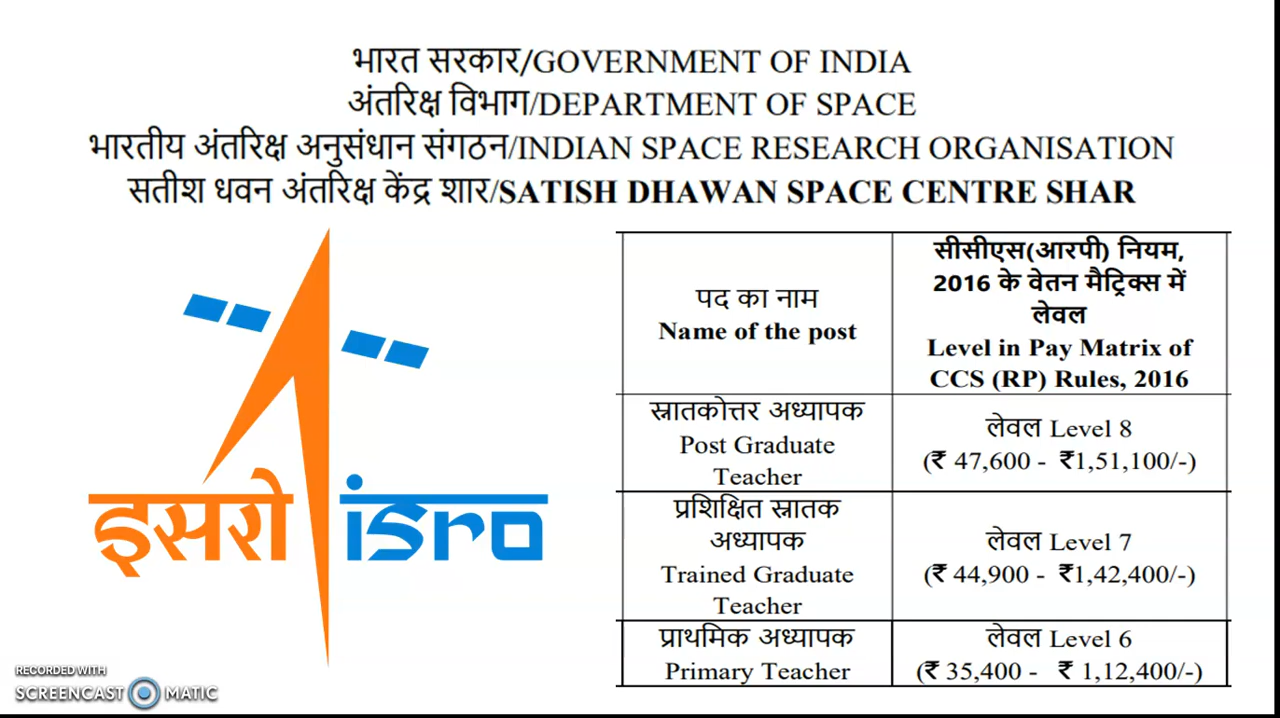 भारत सरकार/GOVERNMENT OF INDIA
अंतरिक्ष विभाग/DEPARTMENT OF SPACE
भारतीय अंतरिक्ष अनुसंधान संगठन/INDIAN SPACE RESEARCH ORGANISATION
सतीश धवन अंतरिक्ष केंद्र शार/SATISH DHAWAN SPACE CENTRE SHAR
इसरो isro
पद का नाम
Name of the post
सीसीएस(आरपी) नियम,
2016 के वेतन मैट्रिक्स में
लेवल
Level in Pay Matrix of
CCS (RP) Rules, 2016
स्नातकोत्तर अध्यापक
Post Graduate
Teacher
लेवल Level 8
(₹ 47,600 - ₹1,51,100/-)
प्रशिक्षित स्नातक
अध्यापक
Trained Graduate
Teacher
लेवल Level 7
(₹ 44,900 - ₹1,42,400/-)
प्राथमिक अध्यापक
Primary Teacher
लेवल Level 6
(₹ 35,400 - ₹ 1,12,400/-)
RECORDED WITH
SCREENCAST MATIC